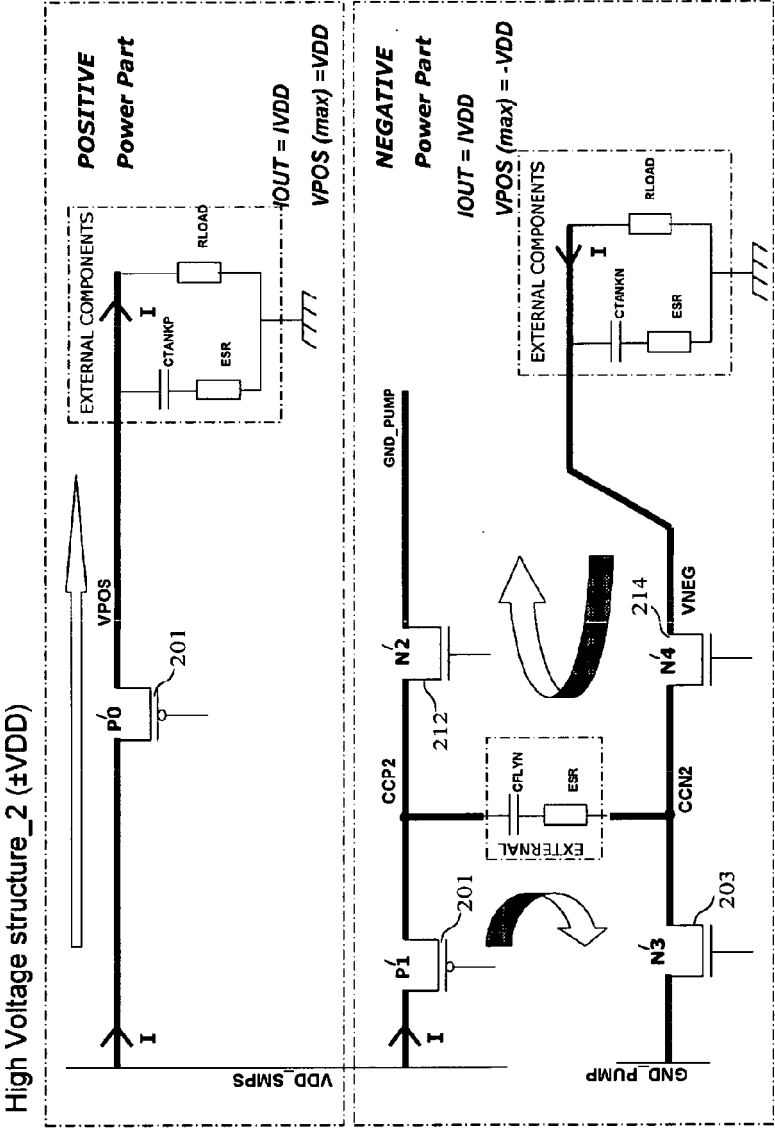 High Voltage structure_2 (±VDD)
POSITIVE
Power Part
IOUT = IVDD
VPOS (max) =VDD
EXTERNAL COMPONENTS
RLOAD
I
CTANKP
ESR
VPOS
P0
201
I
VDD_SMPS
NEGATIVE
Power Part
IOUT = IVDD
VPOS (max) = -VDD
EXTERNAL COMPONENTS
RLOAD
I
CTANKN
ESR
GND_PUMP
N2
212
CCP2
P1
201
I
EXTERNAL
CFLYN
ESR
VNEG
214
N4
CCN2
203
N3
GND_PUMP